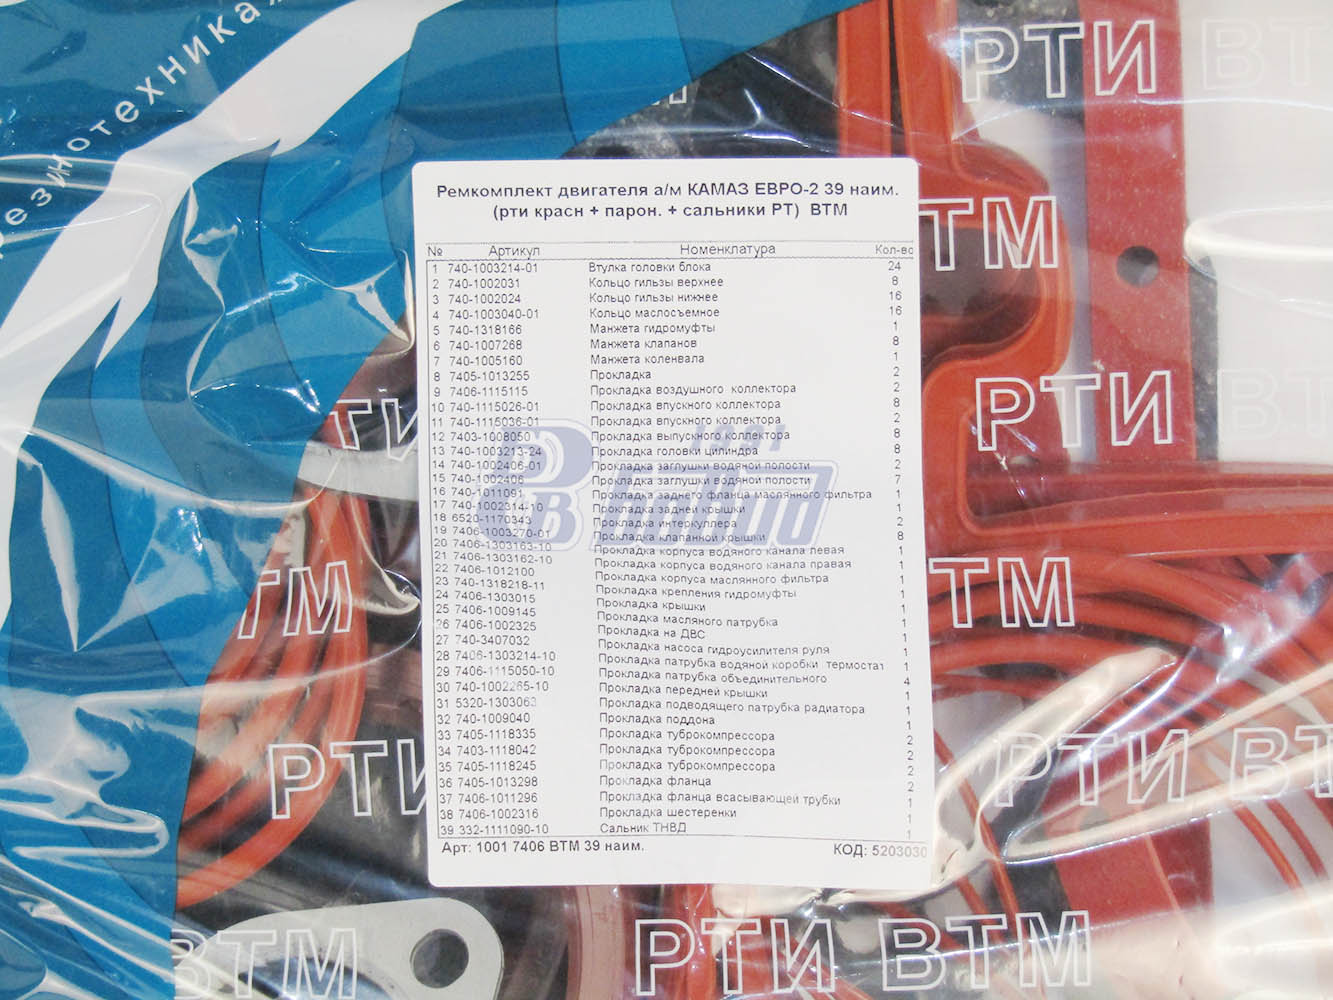 резинотехника
РТИ ВТ
Ремкомплект двигателя а/м КАМАЗ ЕВРО-2 39 наим.
(рти красн + парон. + сальники РТ) ВТМ
№ Артикул Номенклатура Кол-вс
1 740-1003214-01 Втулка головки блока 24
2 740-1002031 Кольцо гильзы верхнее 8
3 740-1002024 Кольцо гильзы нижнее 16
4 740-1003040-01 Кольцо маслосъемное 16
5 740-1318166 Манжета гидромуфты 1
6 740-1007268 Манжета клапанов 8
7 740-1005160 Манжета коленвала 1
8 7405-1013255 Прокладка 2
9 7406-1115115 Прокладка воздушного коллектора 2
10 740-1115026-01 Прокладка впускного коллектора 8
11 740-1115036-01 Прокладка впускного коллектора 2
12 7403-1008050 Прокладка выпускного коллектора 8
13 740-1003213-24 Прокладка головки цилиндра 8
14 740-1002406-01 Прокладка заглушки водяной полости 2
15 740-1002406 Прокладка заглушки водяной полости 7
16 740-1011091 Прокладка заднего фланца маслянного фильтра 1
17 740-1002314-10 Прокладка задней крышки 1
18 6520-1170343 Прокладка интеркуллера 2
19 7406-1003270-01 Прокладка клапанной крышки 8
20 7406-1303163-10 Прокладка корпуса водяного канала левая 1
21 7406-1303162-10 Прокладка корпуса водяного канала правая 1
22 7406-1012100 Прокладка корпуса маслянного фильтра 1
23 740-1318218-11 Прокладка крепления гидромуфты 1
24 7406-1303015 Прокладка крышки 1
25 7406-1009145 Прокладка масляного патрубка 1
26 7406-1002325 Прокладка на ДВС 1
27 740-3407032 Прокладка насоса гидроусилителя руля 1
28 7406-1303214-10 Прокладка патрубка водяной коробки термостат 1
29 7406-1115050-10 Прокладка патрубка объединительного 4
30 740-1002265-10 Прокладка передней крышки 1
31 5320-1303063 Прокладка подводящего патрубка радиатора 1
32 740-1009040 Прокладка поддона 1
33 7405-1118335 Прокладка туброкомпрессора 2
34 7403-1118042 Прокладка туброкомпрессора 2
35 7405-1118245 Прокладка туброкомпрессора 2
36 7405-1013298 Прокладка фланца 2
37 7406-1011296 Прокладка фланца всасывающей трубки 1
38 7406-1002316 Прокладка шестеренки 1
39 332-1111090-10 Сальник ТНВД 1
Арт: 1001 7406 ВТМ 39 наим. КОД: 5203030
1991
ТМ
РТИ
РТИ ВТ
ТМ
ТМ
РТИ
РТИ ВТ
ВТМ
РТИ ВТМ